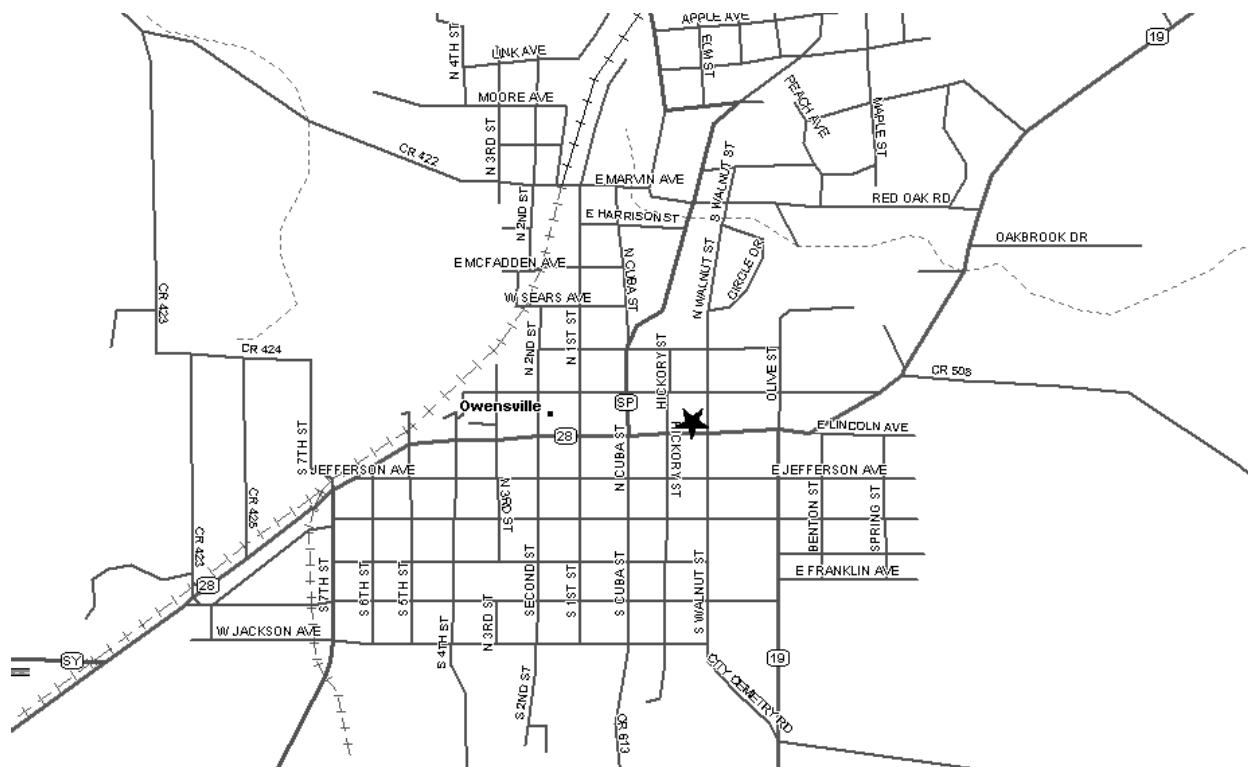 APPLE AVE
19
N 4TH ST
LINK AVE
ELM ST
MOORE AVE
PEACH AVE
MAPLE ST
N 3RD ST
CR 422
E MARVIN AVE
S WALNUT ST
RED OAK RD
N 2ND ST
E HARRISON ST
OAKBROOK DR
N WALNUT ST
CIRCLE DR
E MCFADDEN AVE
N CUBA ST
W SEARS AVE
CR 423
N 2ND ST
N 1ST ST
CR 424
HICKORY ST
OLIVE ST
CR 508
Owensville
SP
28
HICKORY ST
E LINCOLN AVE
S 7TH ST
N CUBA ST
JEFFERSON AVE
E JEFFERSON AVE
N 3RD ST
CR 425
BENTON ST
SPRING ST
CR 423
28
S 7TH ST
S 6TH ST
S 5TH ST
SECOND ST
S 1ST ST
S CUBA ST
S WALNUT ST
E FRANKLIN AVE
W JACKSON AVE
S 4TH ST
N 3RD ST
SY
19
S 2ND ST
CITY CEMETRY RD
CR 613